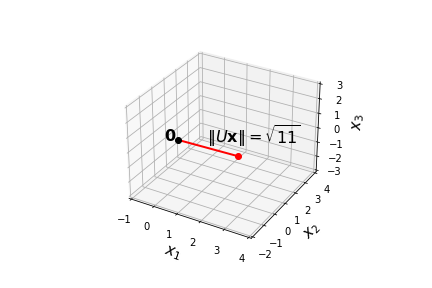 0 ‖Ux‖ = √11
3
2
1
0
−1
−2
−3
x₃
−1 0 1 2 3 4
x₁
−2 −1 0 1 2 3 4
x₂